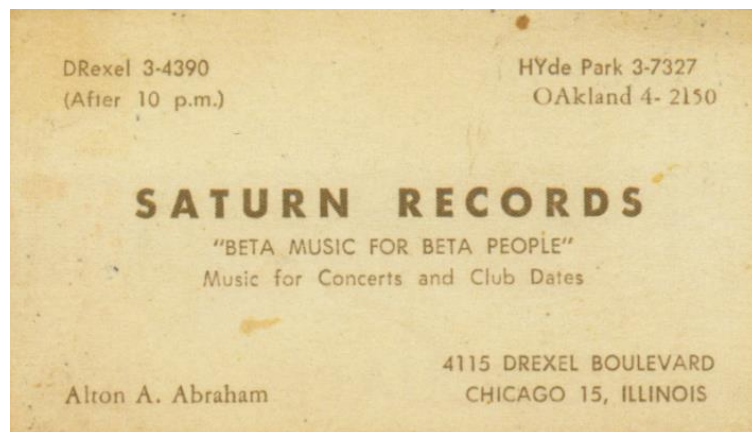 DRexel 3-4390
(After 10 p.m.)
HYde Park 3-7327
OAkland 4- 2150
SATURN RECORDS
"BETA MUSIC FOR BETA PEOPLE"
Music for Concerts and Club Dates
Alton A. Abraham
4115 DREXEL BOULEVARD
CHICAGO 15, ILLINOIS